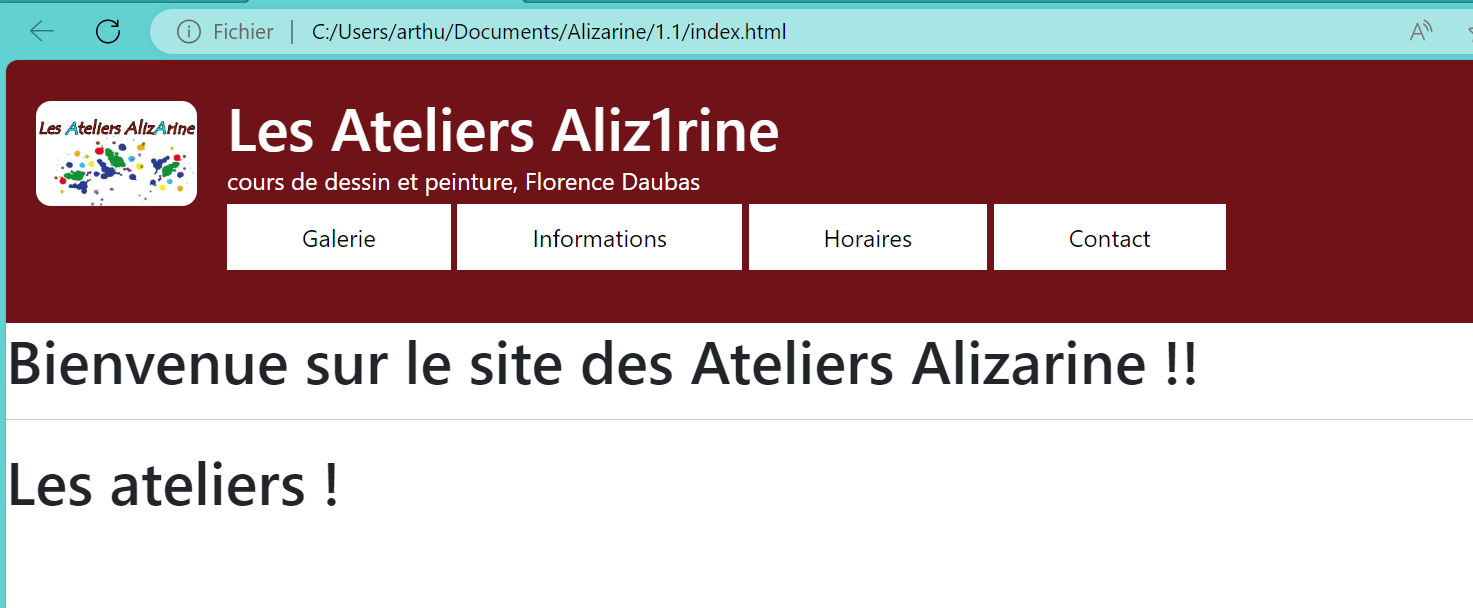 Fichier | C:/Users/arthu/Documents/Alizarine/1.1/index.html
Les Ateliers AlizArine
Les Ateliers Aliz1rine
cours de dessin et peinture, Florence Daubas
Galerie Informations Horaires Contact
Bienvenue sur le site des Ateliers Alizarine !!
Les ateliers !